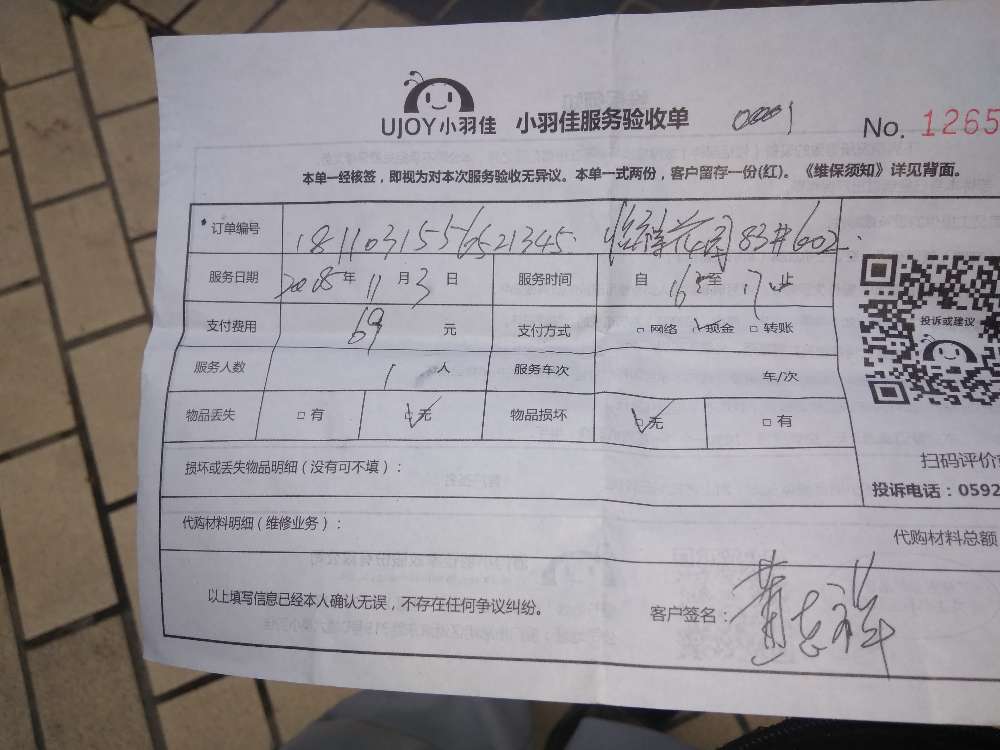 UJOY小羽佳 小羽佳服务验收单 00001 No. 1265
本单一经核签，即视为对本次服务验收无异议。本单一式两份，客户留存一份(红)。《维保须知》详见背面。
订单编号 18110315556521345 83#602
服务日期 2018年11月3日 服务时间 自 16 至 17 止
支付费用 69 元 支付方式 □网络 ☑现金 □转账
投诉或建议
服务人数 1 人 服务车次 车/次
物品丢失 □有 ☑无 物品损坏 ☑无 □有
损坏或丢失物品明细（没有可不填）：
扫码评价
投诉电话：0592
代购材料明细（维修业务）：
代购材料总额
以上填写信息已经本人确认无误，不存在任何争议纠纷。 客户签名：黄志祥